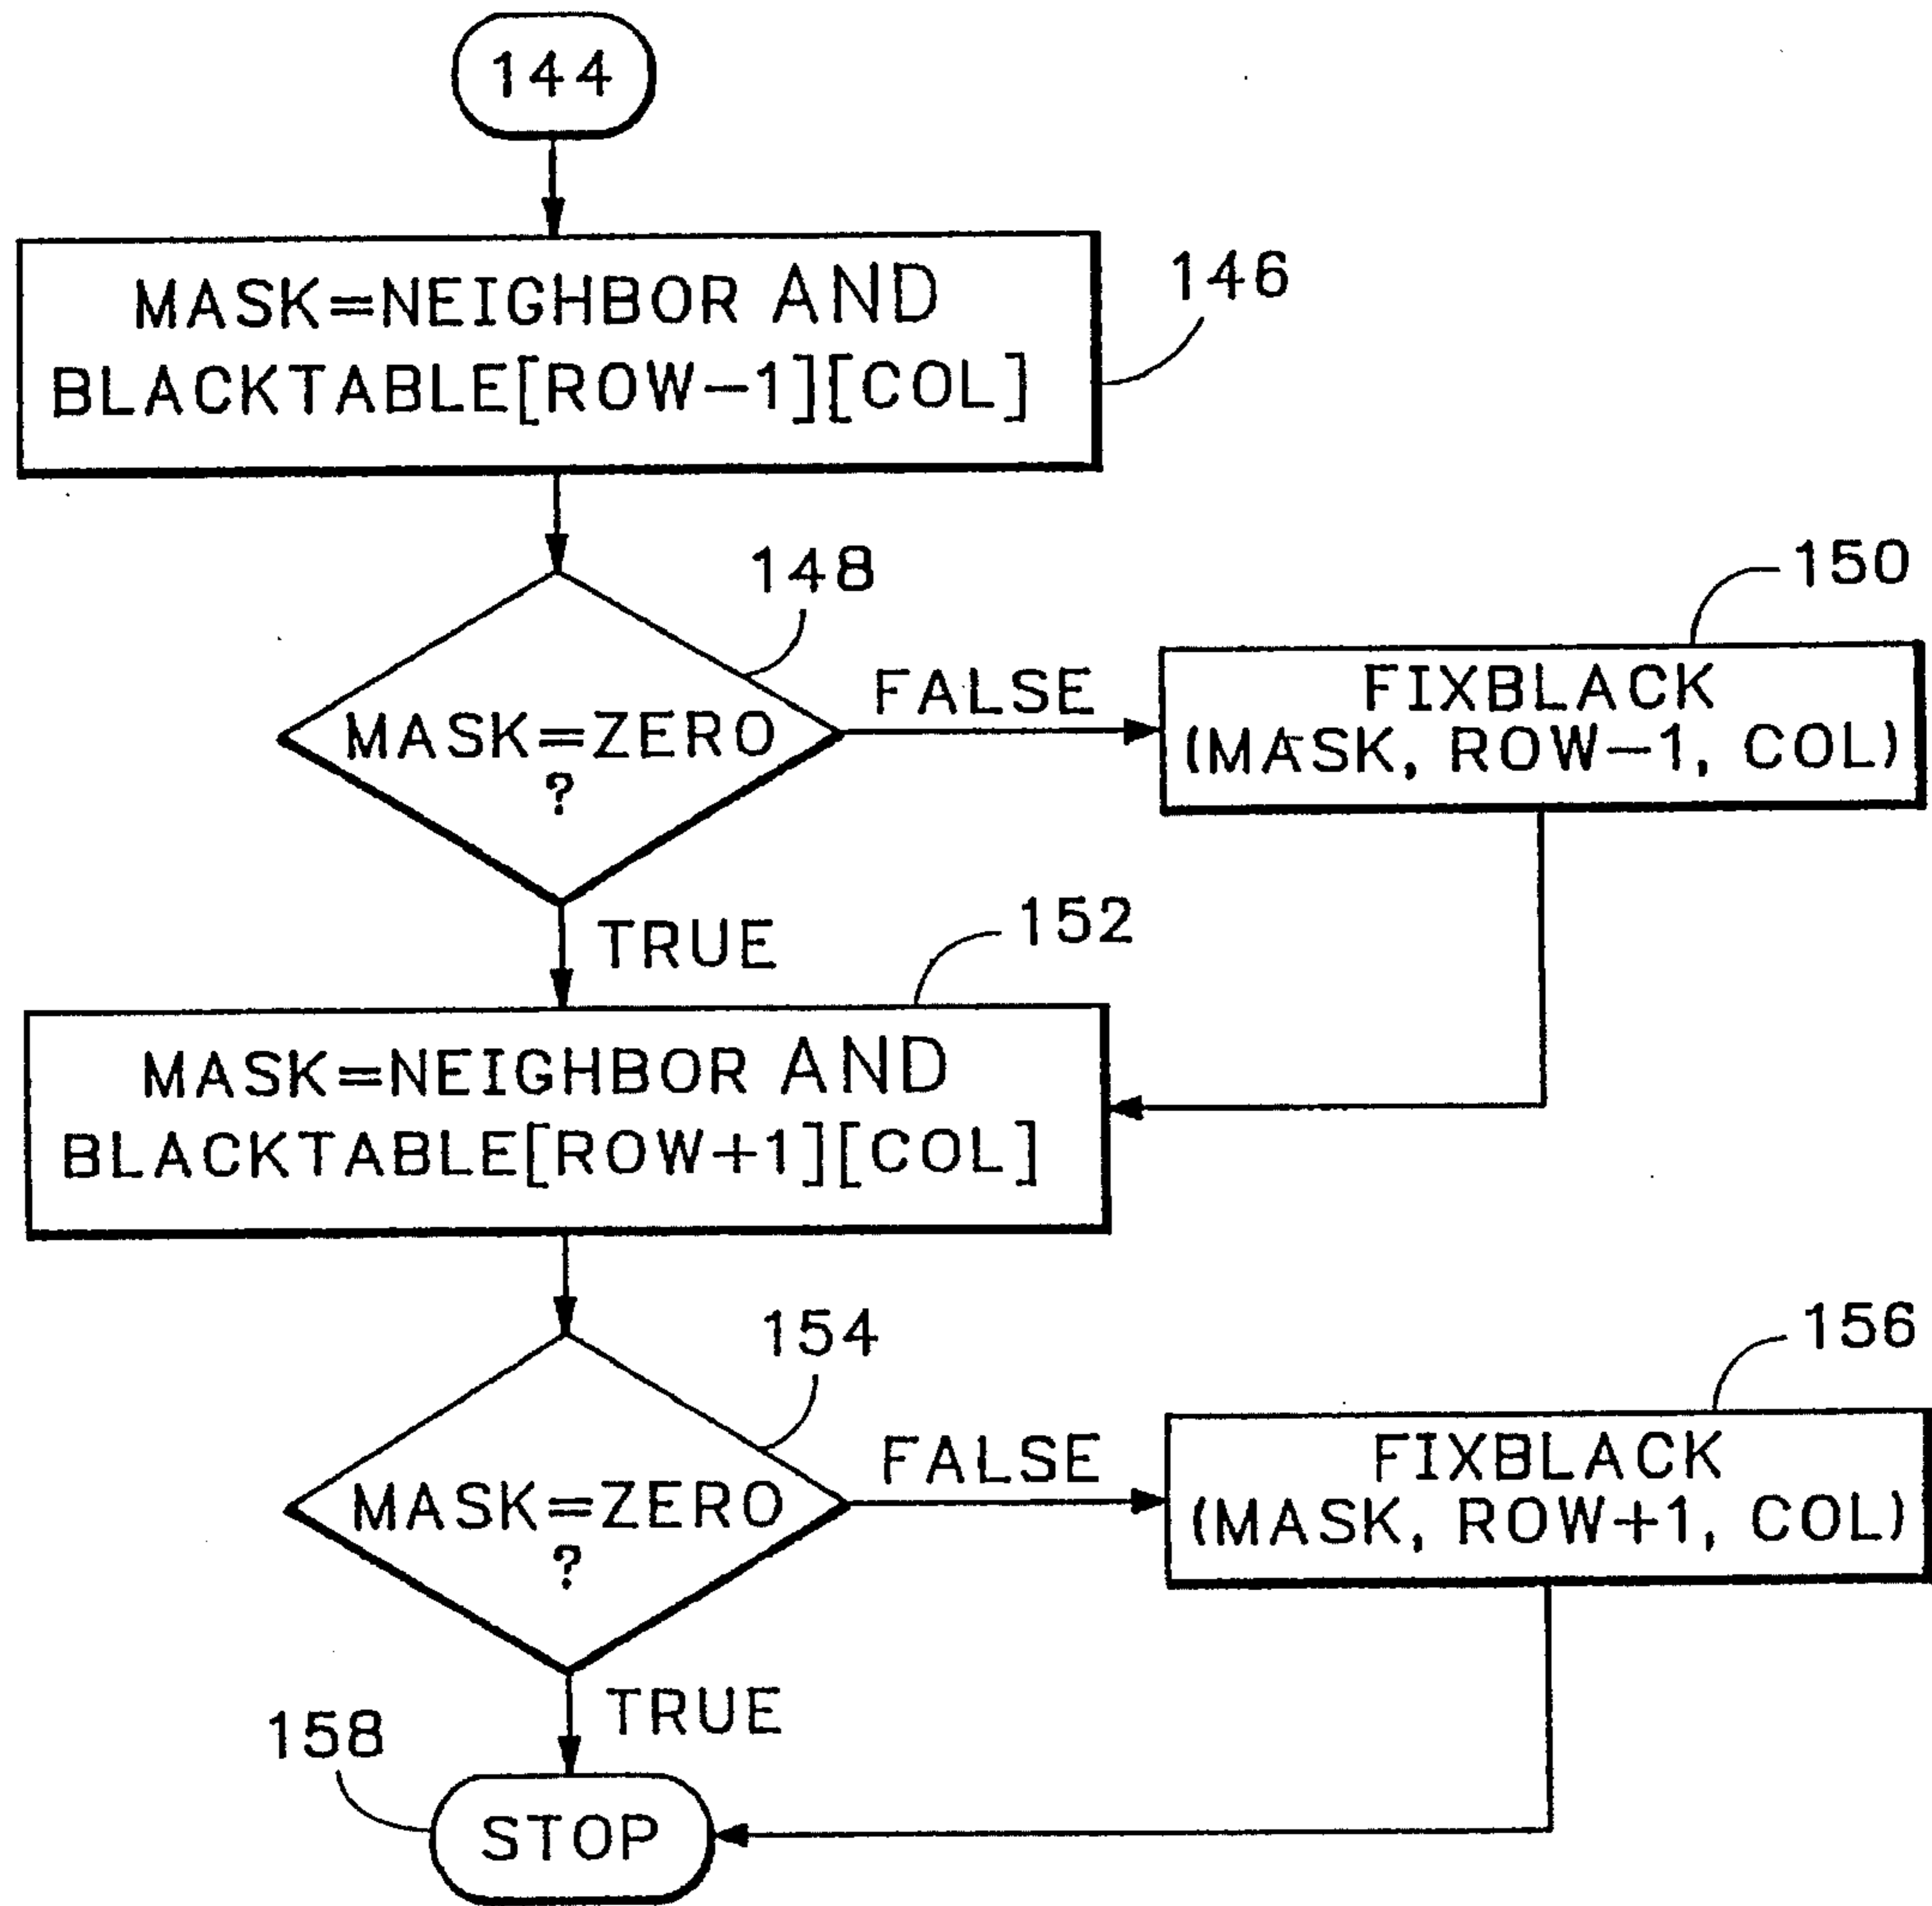 144
MASK=NEIGHBOR AND
BLACKTABLE[ROW-1][COL]
146
148
MASK=ZERO
?
FALSE
150
FIXBLACK
(MASK, ROW-1, COL)
TRUE
152
MASK=NEIGHBOR AND
BLACKTABLE[ROW+1][COL]
154
MASK=ZERO
?
FALSE
156
FIXBLACK
(MASK, ROW+1, COL)
TRUE
158
STOP